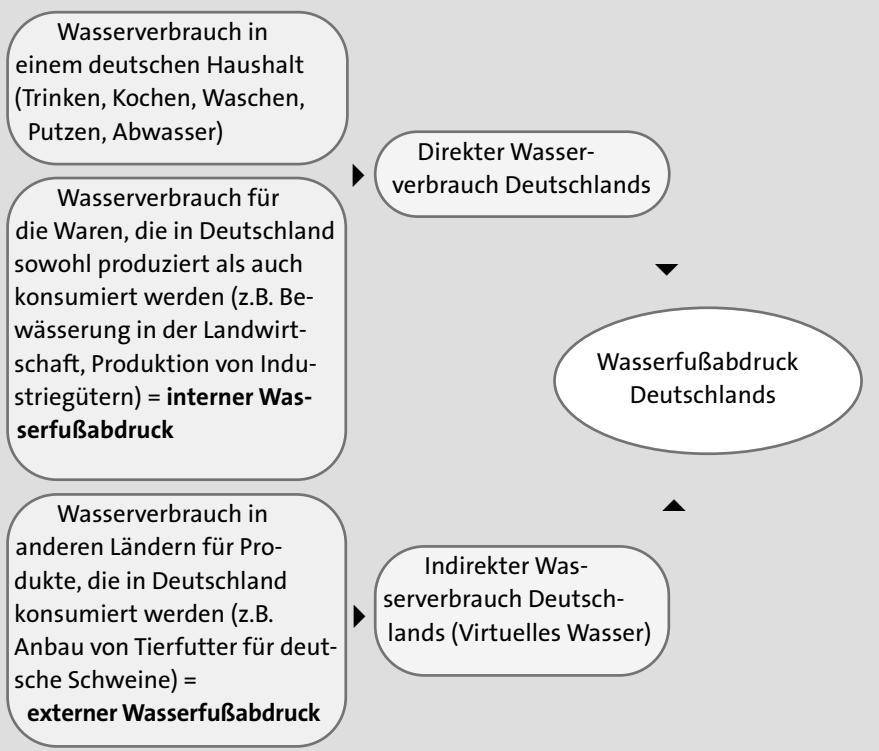 Wasserverbrauch in
einem deutschen Haushalt
(Trinken, Kochen, Waschen,
Putzen, Abwasser)
Wasserverbrauch für
die Waren, die in Deutschland
sowohl produziert als auch
konsumiert werden (z.B. Be-
wässerung in der Landwirt-
schaft, Produktion von Indu-
striegütern) = interner Was-
serfußabdruck
Wasserverbrauch in
anderen Ländern für Pro-
dukte, die in Deutschland
konsumiert werden (z.B.
Anbau von Tierfutter für deut-
sche Schweine) =
externer Wasserfußabdruck
Direkter Wasser-
verbrauch Deutschlands
Indirekter Was-
serverbrauch Deutsch-
lands (Virtuelles Wasser)
Wasserfußabdruck
Deutschlands